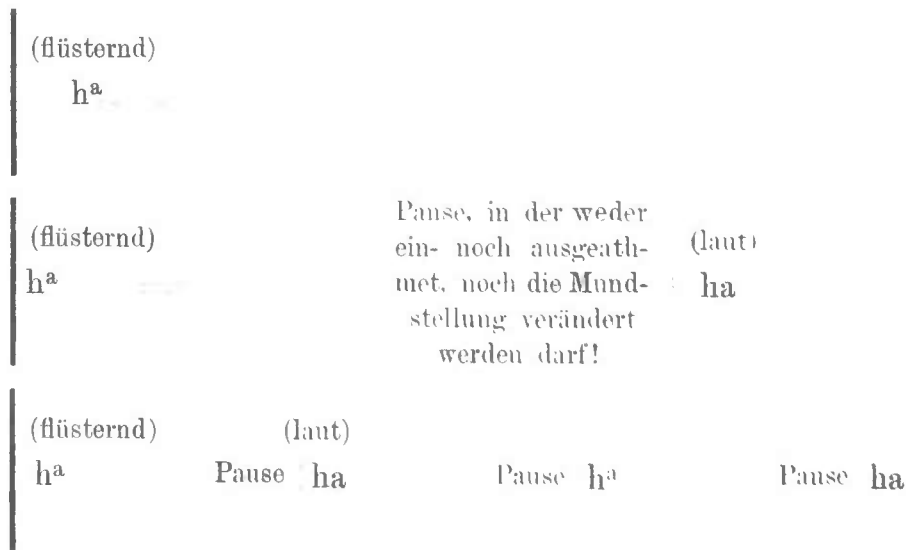 (flüsternd)
hª
Pause, in der weder
(flüsternd) ein- noch ausgeath- (laut)
hª met, noch die Mund- ha
stellung verändert
werden darf!
(flüsternd) (laut)
hª Pause ha Pause hª Pause ha